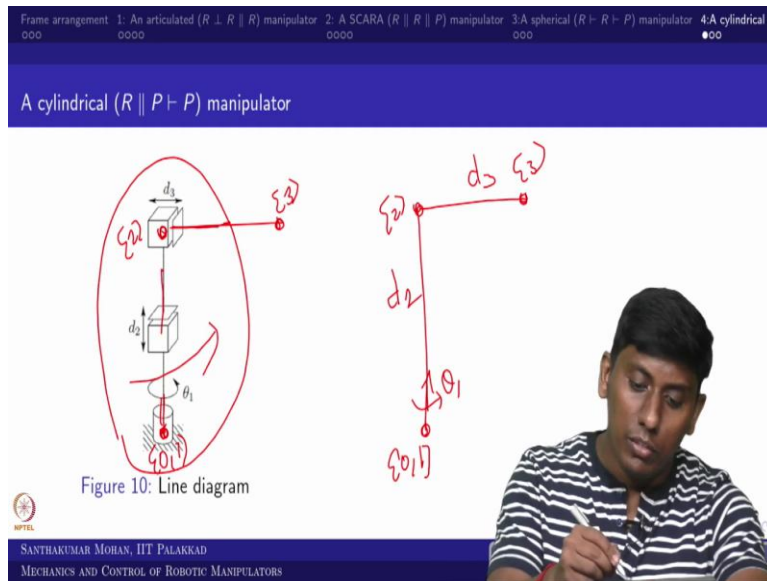 Frame arrangement 1: An articulated (R ⊥ R ∥ R) manipulator 2: A SCARA (R ∥ R ∥ P) manipulator 3:A spherical (R ⊢ R ⊢ P) manipulator 4:A cylindrical
A cylindrical (R ∥ P ⊢ P) manipulator
d₃
{2}
{3}
d₂
θ₁
{0,1}
d₃
{2}
{3}
d₂
θ₁
{0,1}
Figure 10: Line diagram
NPTEL
SANTHAKUMAR MOHAN, IIT PALAKKAD
MECHANICS AND CONTROL OF ROBOTIC MANIPULATORS